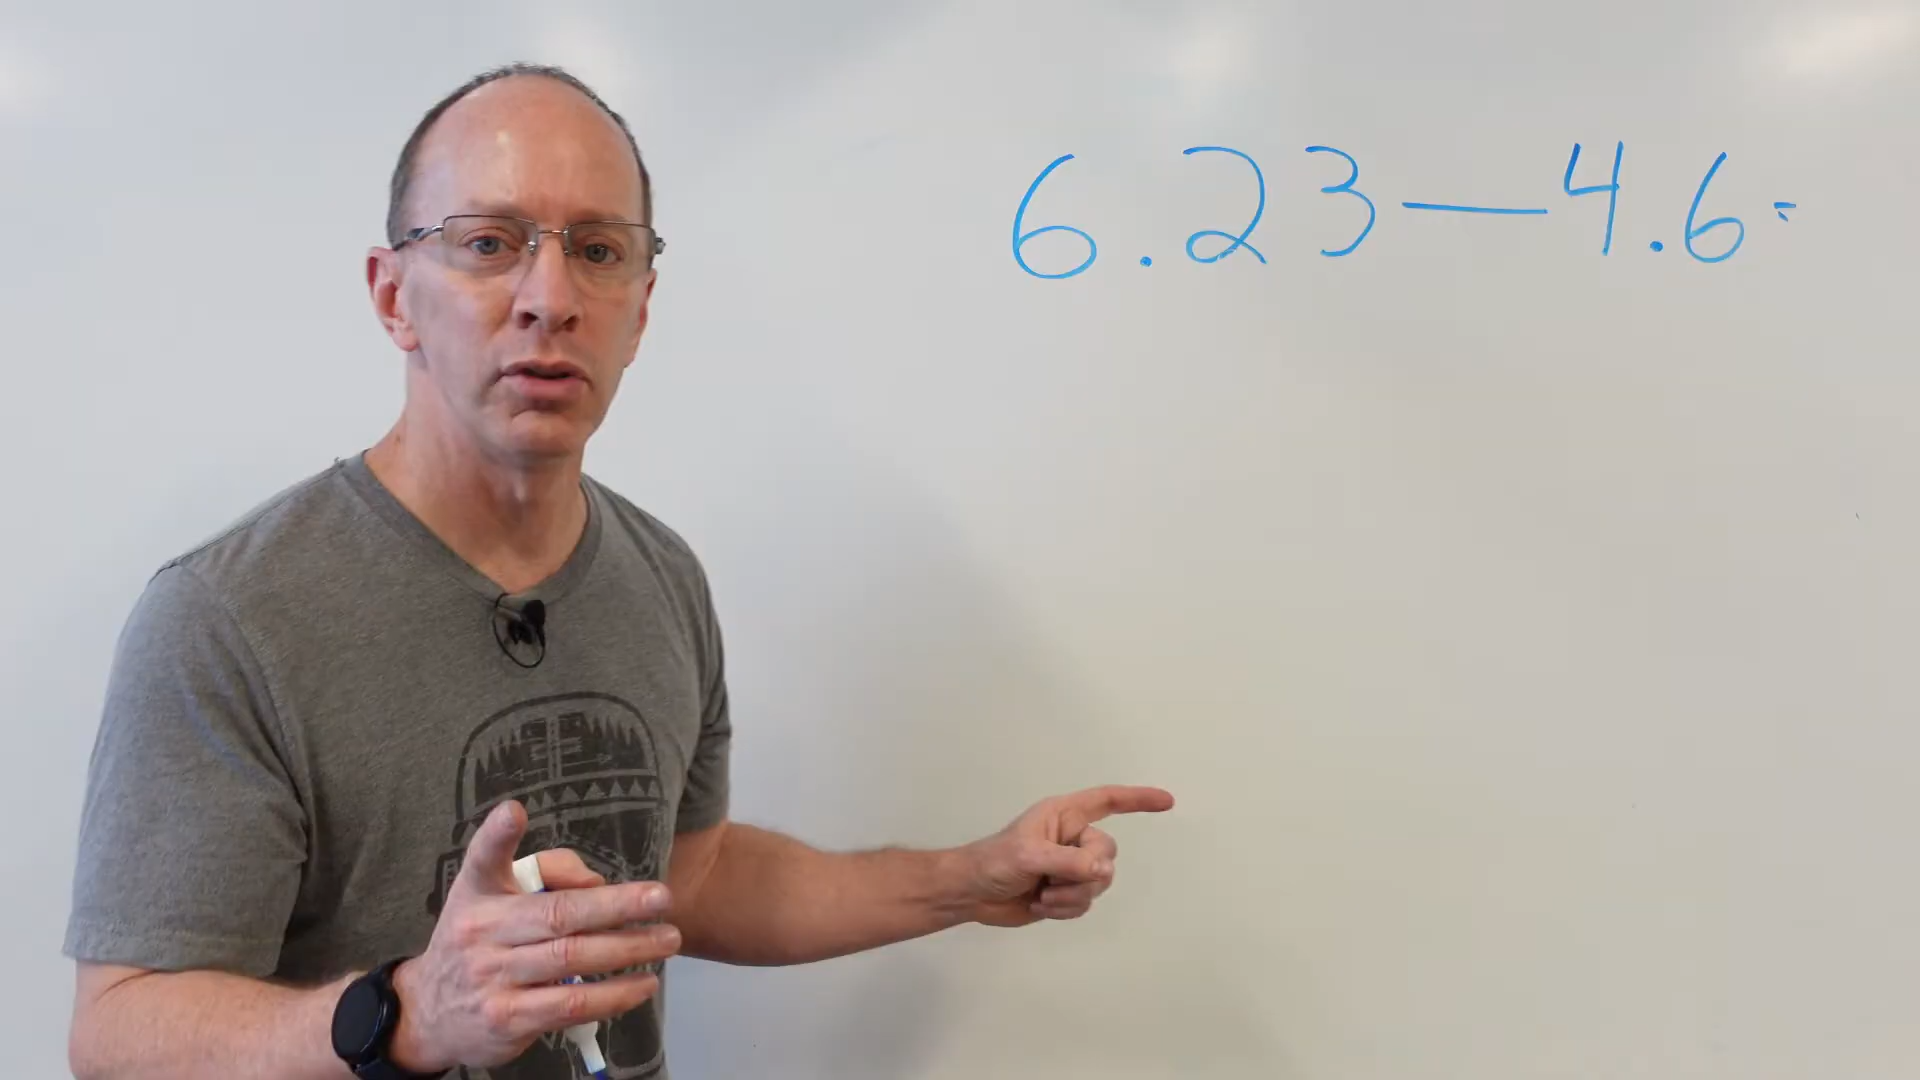 6.23 — 4.6 =